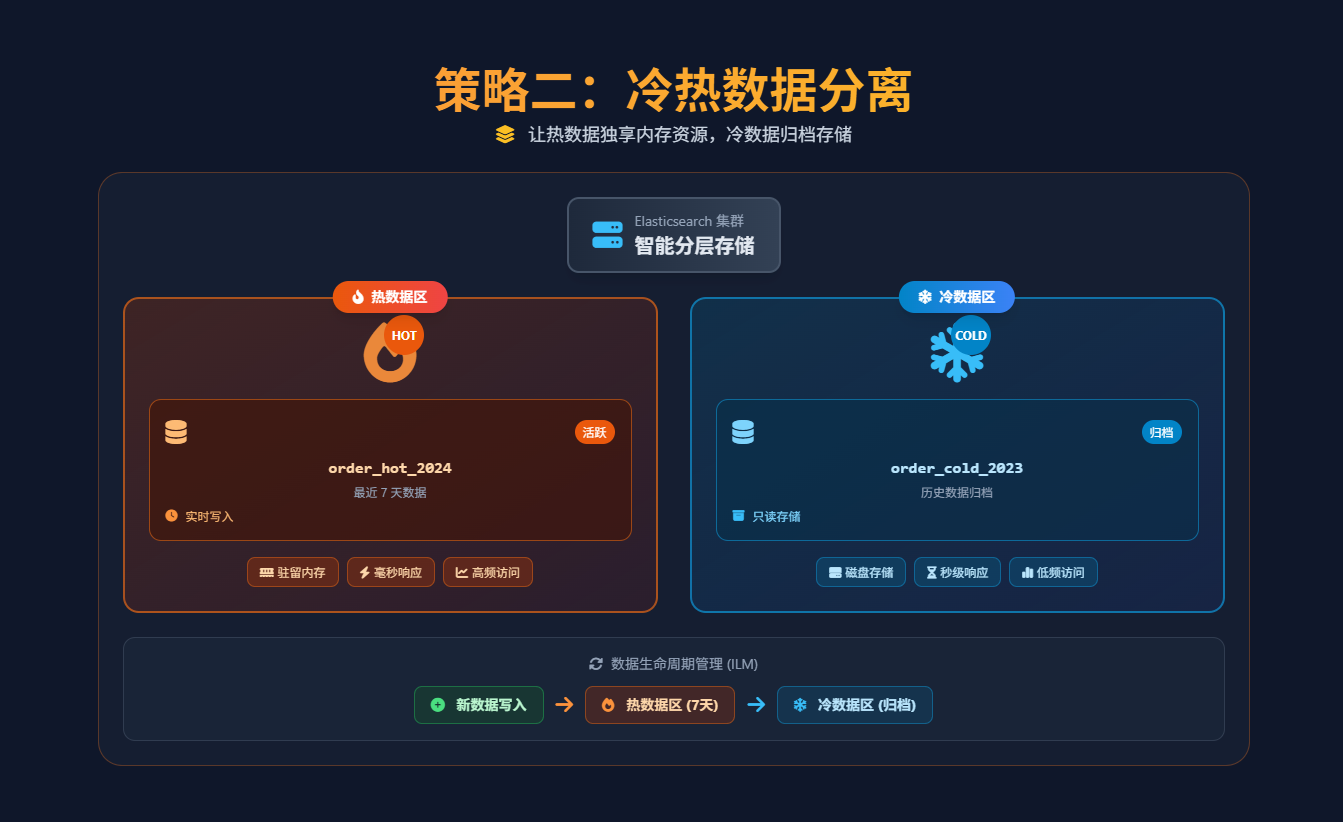 策略二：冷热数据分离
让热数据独享内存资源，冷数据归档存储
Elasticsearch 集群
智能分层存储
热数据区
HOT
活跃
order_hot_2024
最近 7 天数据
实时写入
驻留内存
毫秒响应
高频访问
冷数据区
COLD
归档
order_cold_2023
历史数据归档
只读存储
磁盘存储
秒级响应
低频访问
数据生命周期管理 (ILM)
新数据写入
热数据区 (7天)
冷数据区 (归档)